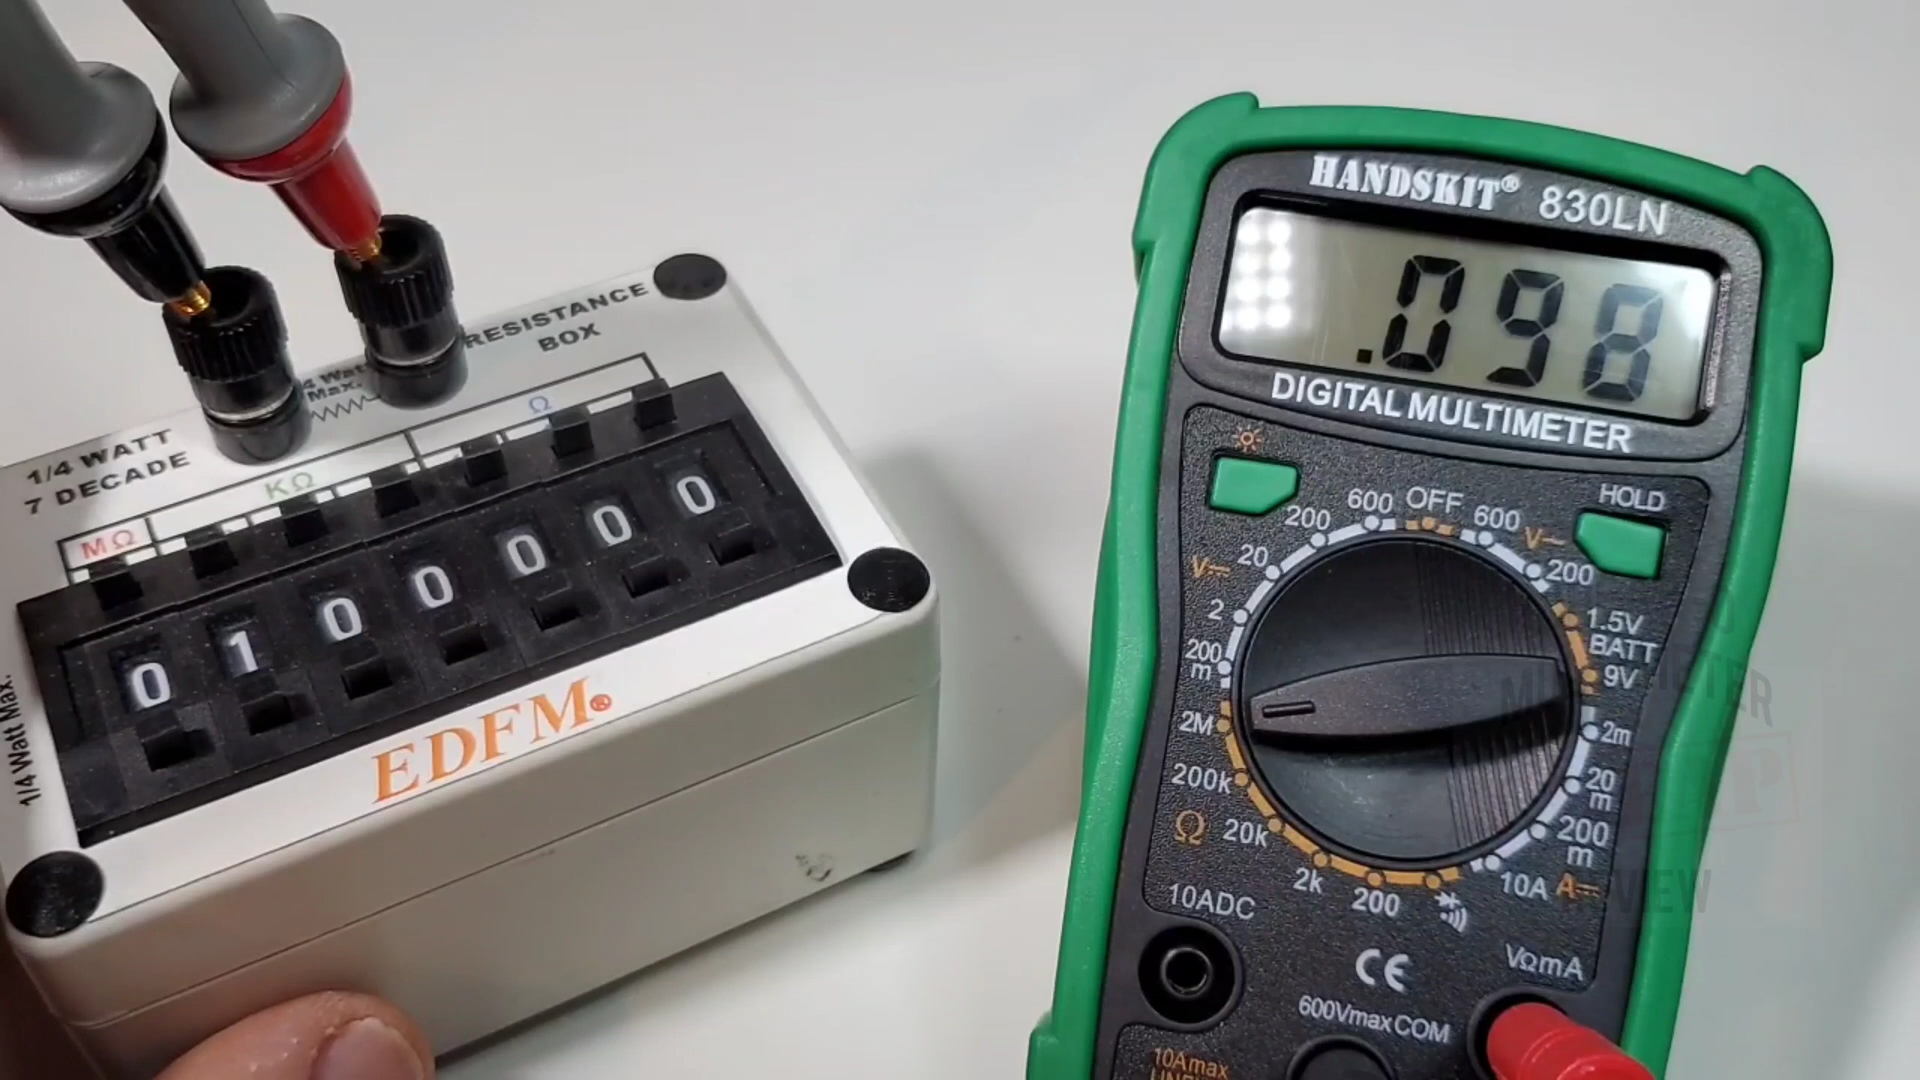 RESISTANCE
BOX
1/4 WATT
7 DECADE
4 Watt
Max.
MΩ
KΩ
Ω
0 1 0 0 0 0 0
EDFM®
1/4 Watt Max.
HANDSKIT® 830LN
.098
DIGITAL MULTIMETER
HOLD
OFF
600
200
20
2
200
m
V
600
200
V
1.5V
BATT
9V
2M
200k
20k
2k
200
Ω
2m
20
m
200
m
10A
A
10ADC
CE
VΩmA
600Vmax
COM
10Amax
VIEW